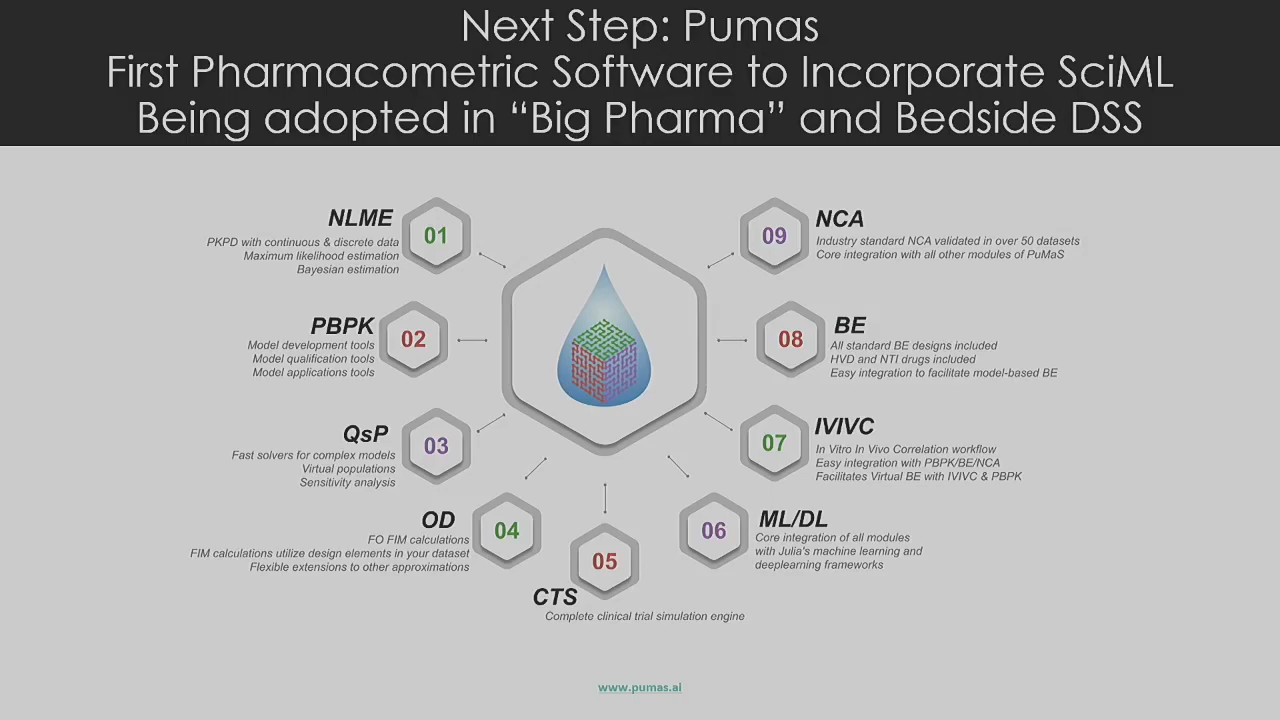 Next Step: Pumas
First Pharmacometric Software to Incorporate SciML
Being adopted in “Big Pharma” and Bedside DSS
NLME
01
PKPD with continuous & discrete data
Maximum likelihood estimation
Bayesian estimation
PBPK
02
Model development tools
Model qualification tools
Model applications tools
QsP
03
Fast solvers for complex models
Virtual populations
Sensitivity analysis
OD
04
FO FIM calculations
FIM calculations utilize design elements in your dataset
Flexible extensions to other approximations
05
CTS
Complete clinical trial simulation engine
06
ML/DL
Core integration of all modules
with Julia's machine learning and
deeplearning frameworks
07
IVIVC
In Vitro In Vivo Correlation workflow
Easy integration with PBPK/BE/NCA
Facilitates Virtual BE with IVIVC & PBPK
08
BE
All standard BE designs included
HVD and NTI drugs included
Easy integration to facilitate model-based BE
09
NCA
Industry standard NCA validated in over 50 datasets
Core integration with all other modules of PuMaS
www.pumas.ai